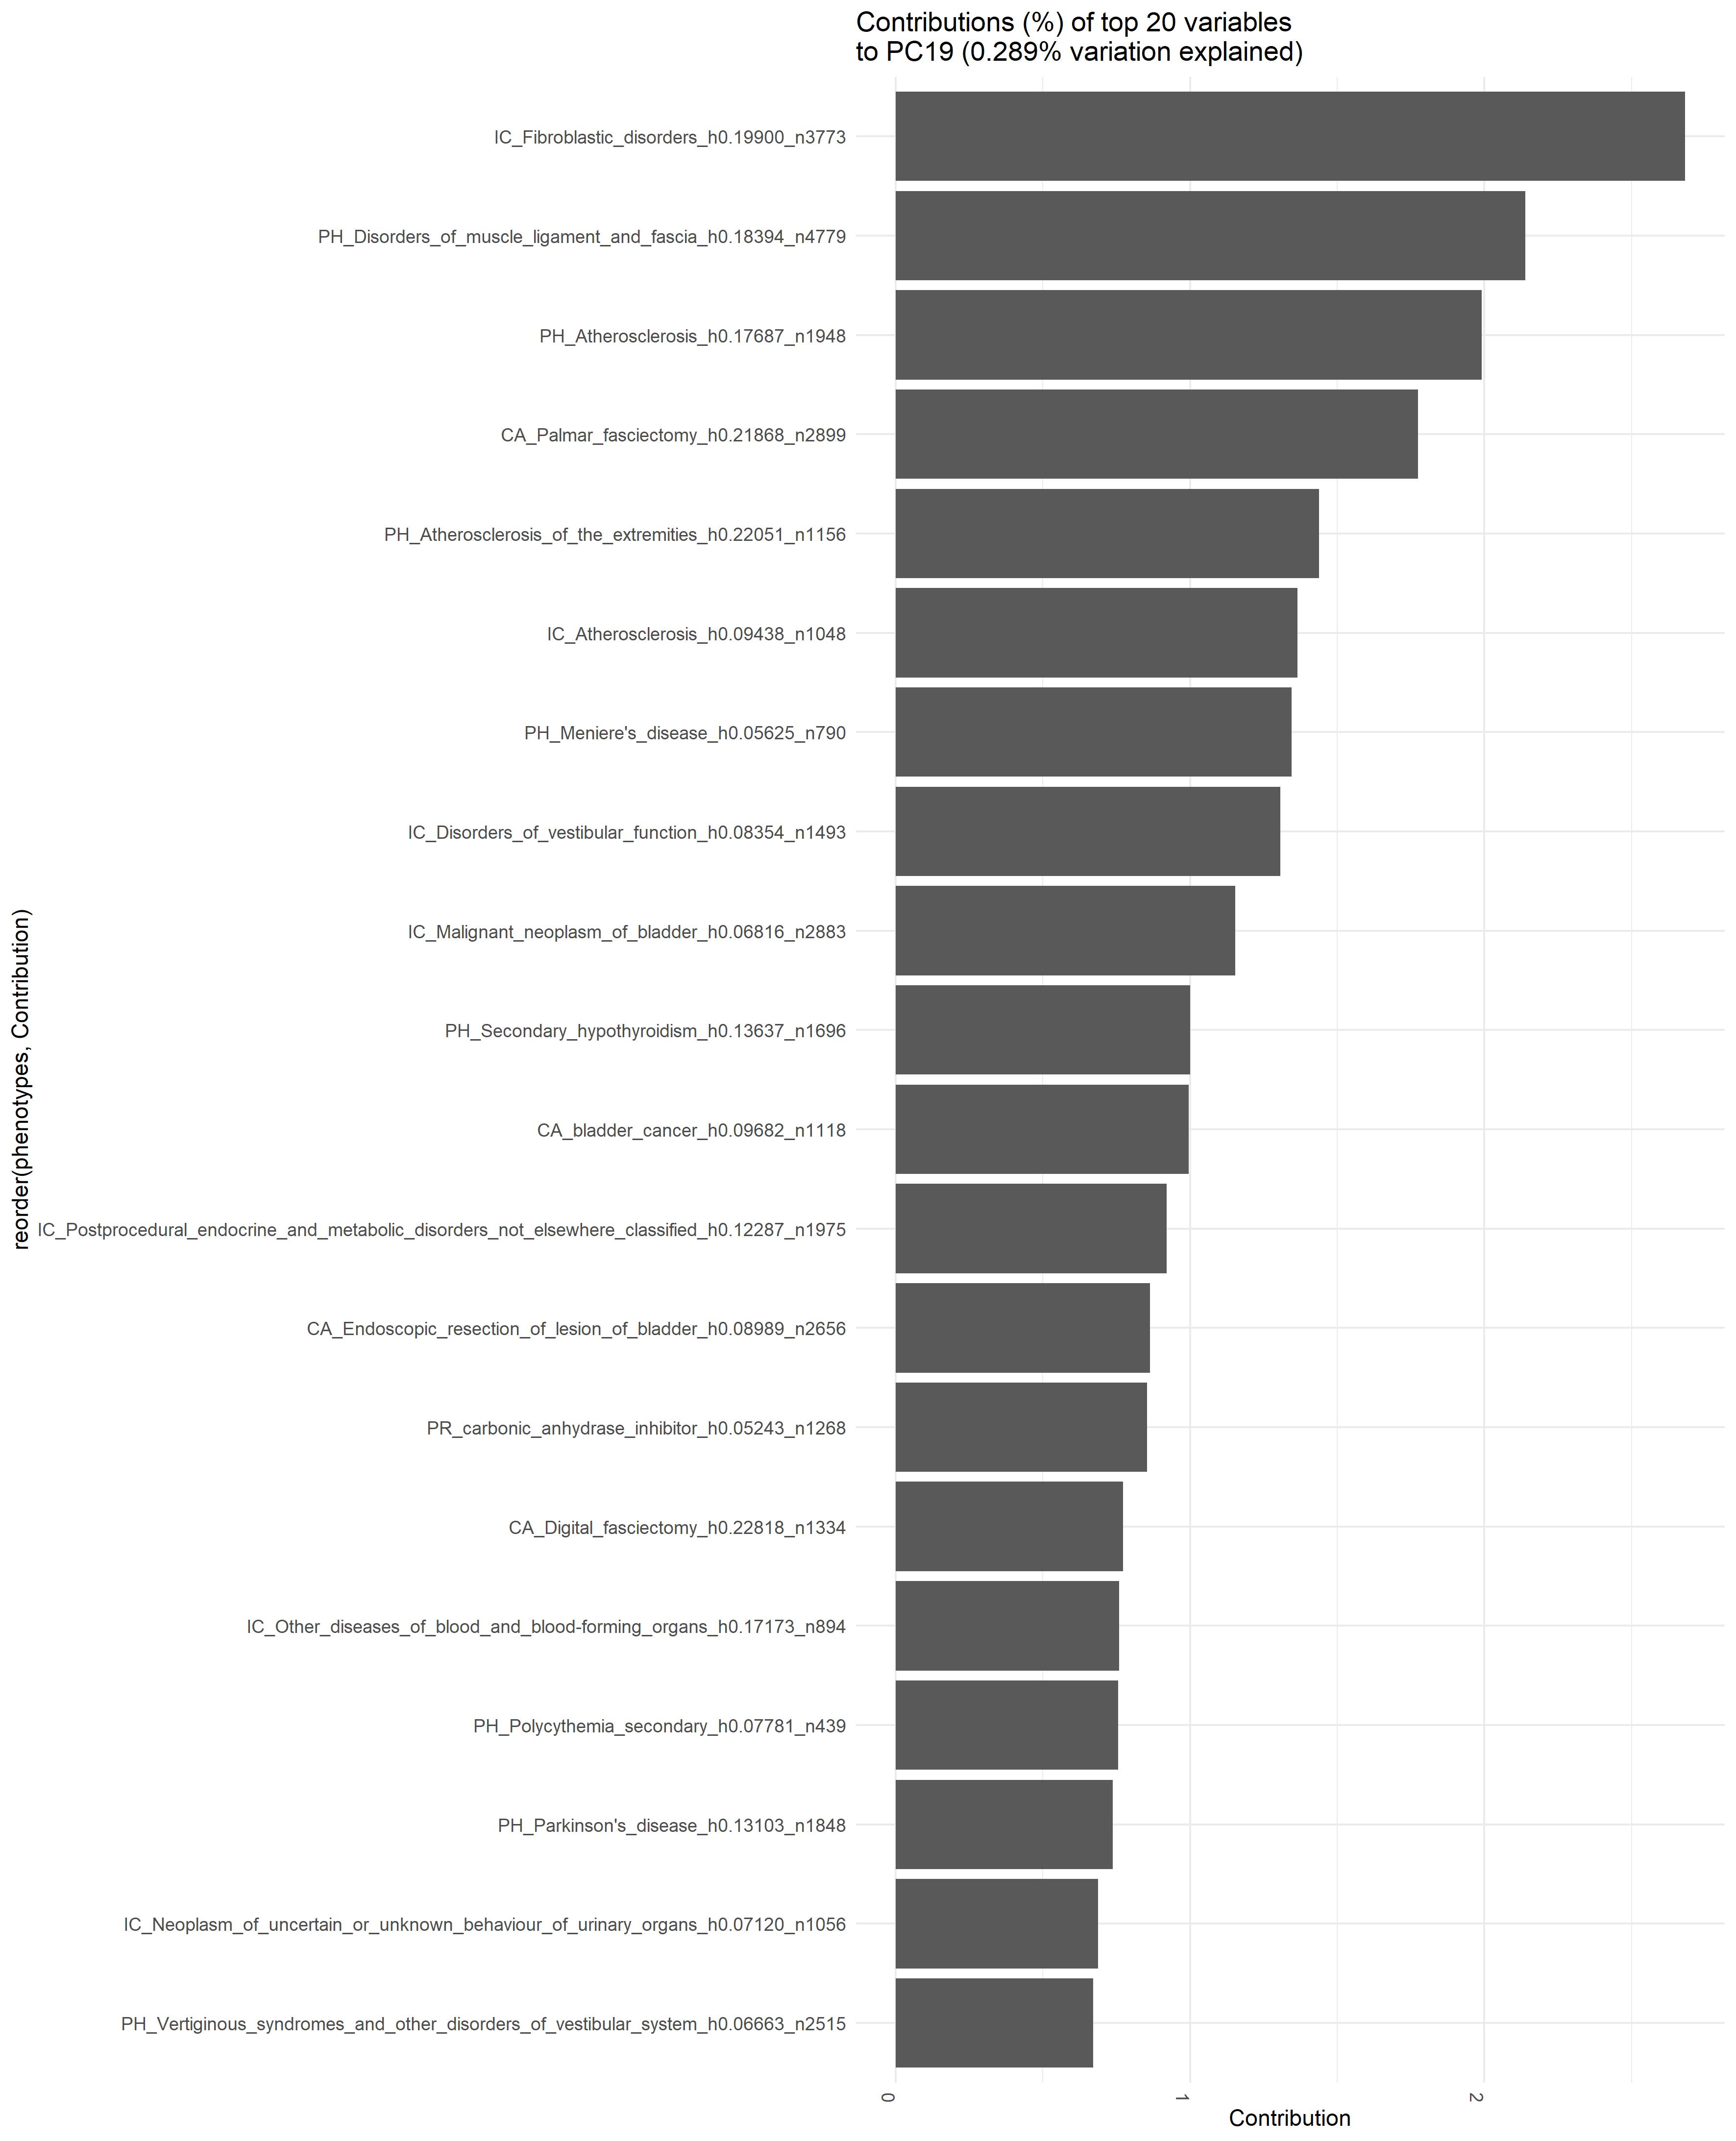 Contributions (%) of top 20 variables
to PC19 (0.289% variation explained)
IC_Fibroblastic_disorders_h0.19900_n3773
PH_Disorders_of_muscle_ligament_and_fascia_h0.18394_n4779
PH_Atherosclerosis_h0.17687_n1948
CA_Palmar_fasciectomy_h0.21868_n2899
PH_Atherosclerosis_of_the_extremities_h0.22051_n1156
IC_Atherosclerosis_h0.09438_n1048
PH_Meniere's_disease_h0.05625_n790
IC_Disorders_of_vestibular_function_h0.08354_n1493
IC_Malignant_neoplasm_of_bladder_h0.06816_n2883
PH_Secondary_hypothyroidism_h0.13637_n1696
CA_bladder_cancer_h0.09682_n1118
IC_Postprocedural_endocrine_and_metabolic_disorders_not_elsewhere_classified_h0.12287_n1975
CA_Endoscopic_resection_of_lesion_of_bladder_h0.08989_n2656
PR_carbonic_anhydrase_inhibitor_h0.05243_n1268
CA_Digital_fasciectomy_h0.22818_n1334
IC_Other_diseases_of_blood_and_blood-forming_organs_h0.17173_n894
PH_Polycythemia_secondary_h0.07781_n439
PH_Parkinson's_disease_h0.13103_n1848
IC_Neoplasm_of_uncertain_or_unknown_behaviour_of_urinary_organs_h0.07120_n1056
PH_Vertiginous_syndromes_and_other_disorders_of_vestibular_system_h0.06663_n2515
reorder(phenotypes, Contribution)
0
1
2
Contribution